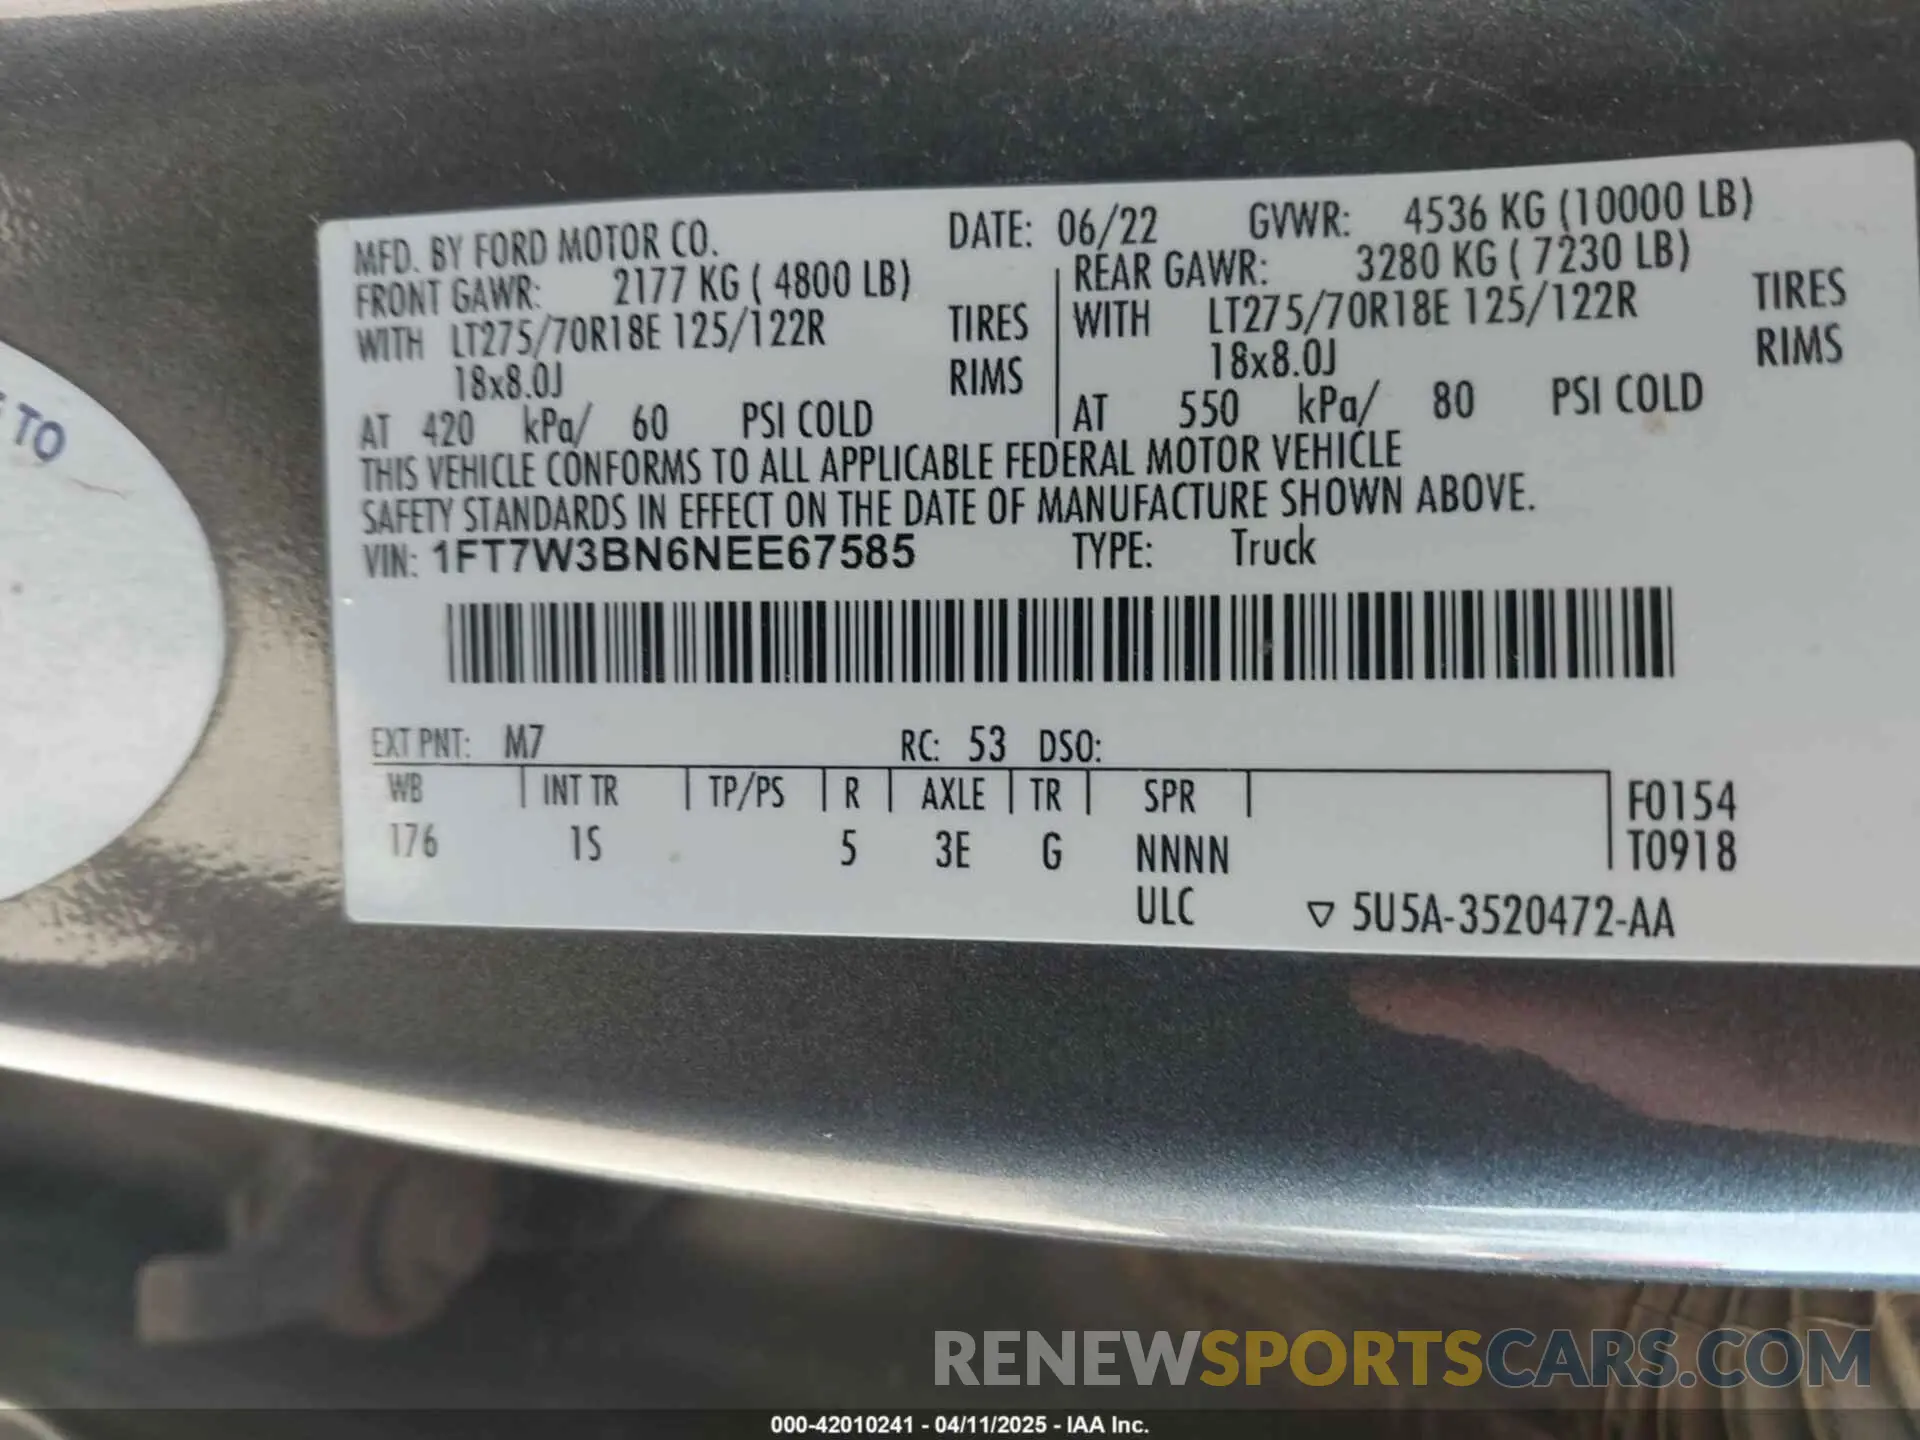 TO
MFD. BY FORD MOTOR CO. DATE: 06/22 GVWR: 4536 KG (10000 LB)
FRONT GAWR: 2177 KG ( 4800 LB) REAR GAWR: 3280 KG ( 7230 LB)
WITH LT275/70R18E 125/122R TIRES WITH LT275/70R18E 125/122R TIRES
18x8.0J RIMS 18x8.0J RIMS
AT 420 kPa/ 60 PSI COLD AT 550 kPa/ 80 PSI COLD
THIS VEHICLE CONFORMS TO ALL APPLICABLE FEDERAL MOTOR VEHICLE
SAFETY STANDARDS IN EFFECT ON THE DATE OF MANUFACTURE SHOWN ABOVE.
VIN: 1FT7W3BN6NEE67585 TYPE: Truck
EXT PNT: M7 RC: 53 DSO:
WB INT TR TP/PS R AXLE TR SPR F0154
176 1S 5 3E G NNNN T0918
ULC ▽ 5U5A-3520472-AA
RENEWSPORTSCARS.COM
000-42010241 - 04/11/2025 - IAA Inc.